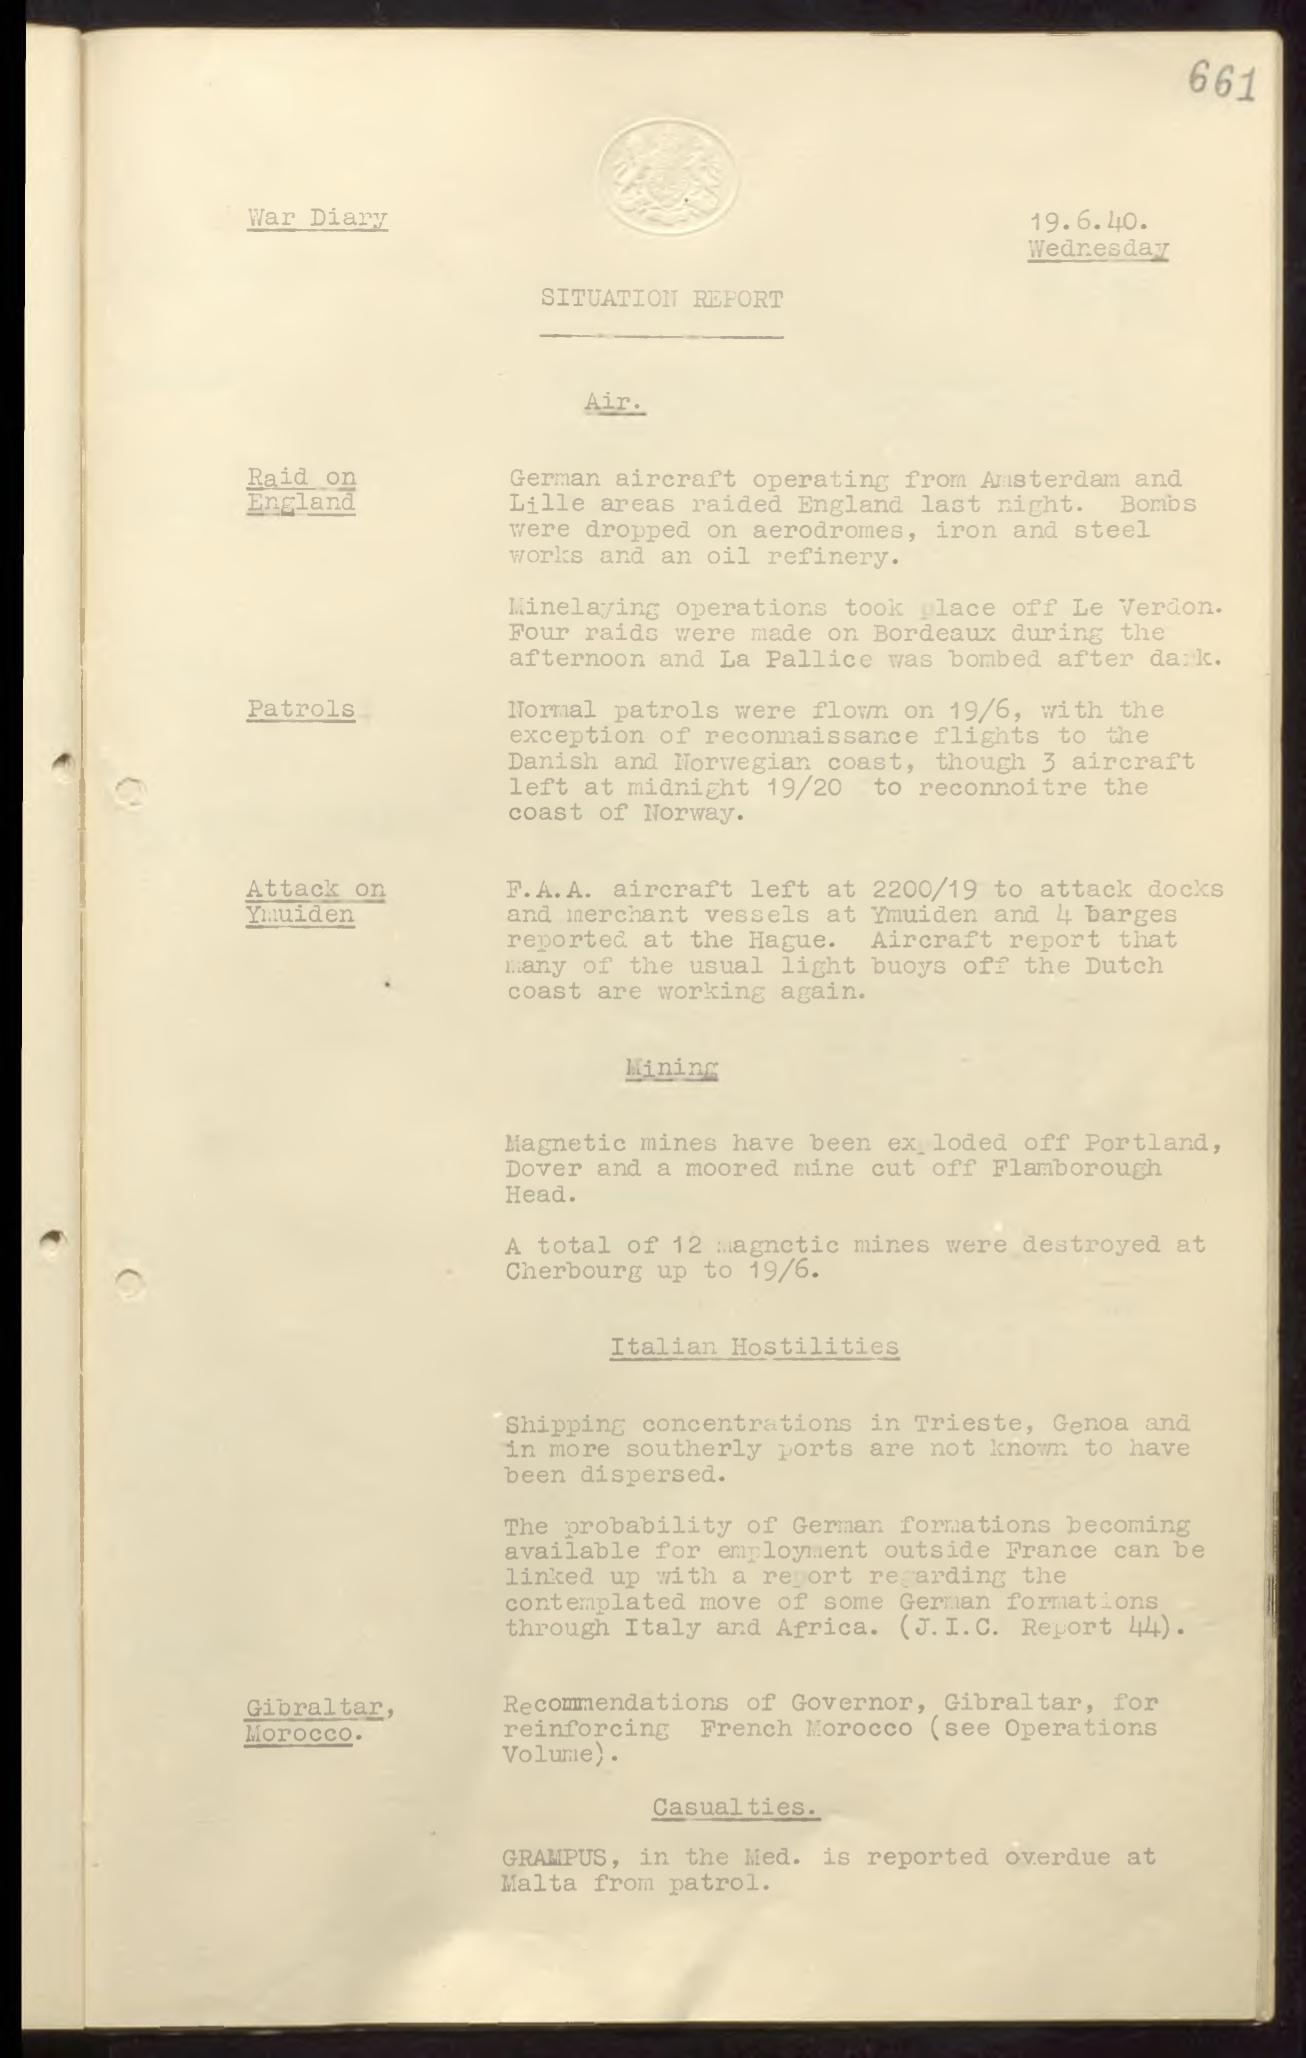 661
War Diary
19.6.40.
Wednesday
SITUATION REPORT
Air.
Raid on
England
German aircraft operating from Amsterdam and
Lille areas raided England last night. Bombs
were dropped on aerodromes, iron and steel
works and an oil refinery.
Minelaying operations took place off Le Verdon.
Four raids were made on Bordeaux during the
afternoon and La Pallice was bombed after dark.
Patrols
Normal patrols were flown on 19/6, with the
exception of reconnaissance flights to the
Danish and Norwegian coast, though 3 aircraft
left at midnight 19/20 to reconnoitre the
coast of Norway.
Attack on
Ymuiden
F.A.A. aircraft left at 2200/19 to attack docks
and merchant vessels at Ymuiden and 4 barges
reported at the Hague. Aircraft report that
many of the usual light buoys off the Dutch
coast are working again.
Mining
Magnetic mines have been exploded off Portland,
Dover and a moored mine cut off Flamborough
Head.
A total of 12 magnetic mines were destroyed at
Cherbourg up to 19/6.
Italian Hostilities
Shipping concentrations in Trieste, Genoa and
in more southerly ports are not known to have
been dispersed.
The probability of German formations becoming
available for employment outside France can be
linked up with a report regarding the
contemplated move of some German formations
through Italy and Africa. (J.I.C. Report 44).
Gibraltar,
Morocco.
Recommendations of Governor, Gibraltar, for
reinforcing French Morocco (see Operations
Volume).
Casualties.
GRAMPUS, in the Med. is reported overdue at
Malta from patrol.